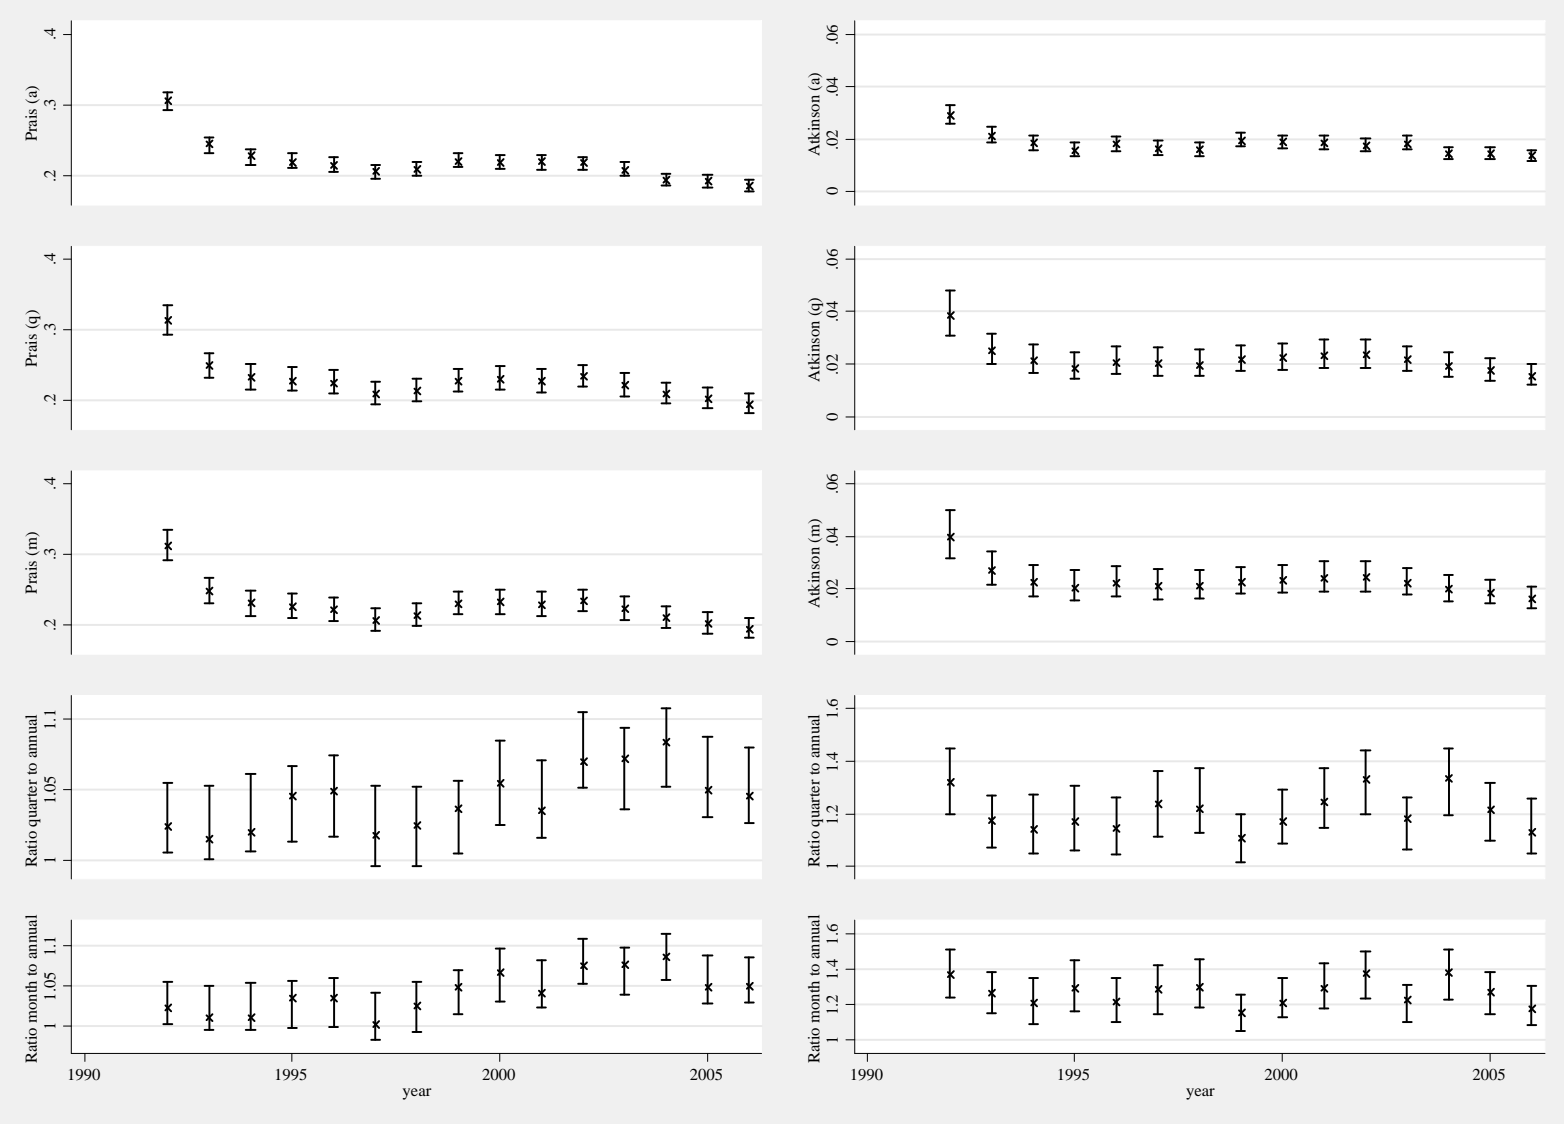 Prais (a)
.4
.3
.2
Atkinson (a)
.06
.04
.02
0
Prais (q)
.4
.3
.2
Atkinson (q)
.06
.04
.02
0
Prais (m)
.4
.3
.2
Atkinson (m)
.06
.04
.02
0
Ratio quarter to annual
1.1
1.05
1
Ratio quarter to annual
1.6
1.4
1.2
1
Ratio month to annual
1.1
1.05
1
Ratio month to annual
1.6
1.4
1.2
1
1990 1995 2000 2005
year
1990 1995 2000 2005
year